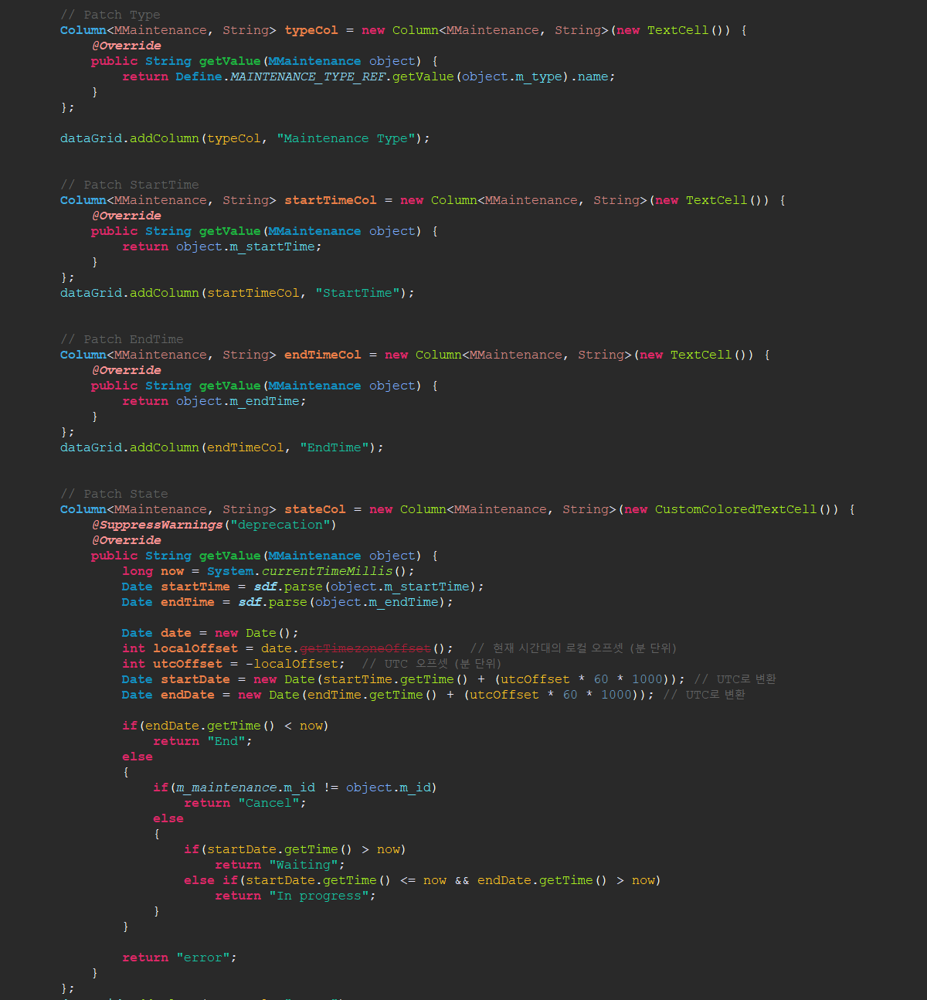 // Patch Type
Column<MMaintenance, String> typeCol = new Column<MMaintenance, String>(new TextCell()) {
@Override
public String getValue(MMaintenance object) {
return Define.MAINTENANCE_TYPE_REF.getValue(object.m_type).name;
}
};
dataGrid.addColumn(typeCol, "Maintenance Type");
// Patch StartTime
Column<MMaintenance, String> startTimeCol = new Column<MMaintenance, String>(new TextCell()) {
@Override
public String getValue(MMaintenance object) {
return object.m_startTime;
}
};
dataGrid.addColumn(startTimeCol, "StartTime");
// Patch EndTime
Column<MMaintenance, String> endTimeCol = new Column<MMaintenance, String>(new TextCell()) {
@Override
public String getValue(MMaintenance object) {
return object.m_endTime;
}
};
dataGrid.addColumn(endTimeCol, "EndTime");
// Patch State
Column<MMaintenance, String> stateCol = new Column<MMaintenance, String>(new CustomColoredTextCell()) {
@SuppressWarnings("deprecation")
@Override
public String getValue(MMaintenance object) {
long now = System.currentTimeMillis();
Date startTime = sdf.parse(object.m_startTime);
Date endTime = sdf.parse(object.m_endTime);
Date date = new Date();
int localOffset = date.getTimezoneOffset(); // 현재 시간대의 로컬 오프셋 (분 단위)
int utcOffset = -localOffset; // UTC 오프셋 (분 단위)
Date startDate = new Date(startTime.getTime() + (utcOffset * 60 * 1000)); // UTC로 변환
Date endDate = new Date(endTime.getTime() + (utcOffset * 60 * 1000)); // UTC로 변환
if(endDate.getTime() < now)
return "End";
else
{
if(m_maintenance.m_id != object.m_id)
return "Cancel";
else
{
if(startDate.getTime() > now)
return "Waiting";
else if(startDate.getTime() <= now && endDate.getTime() > now)
return "In progress";
}
}
return "error";
}
};